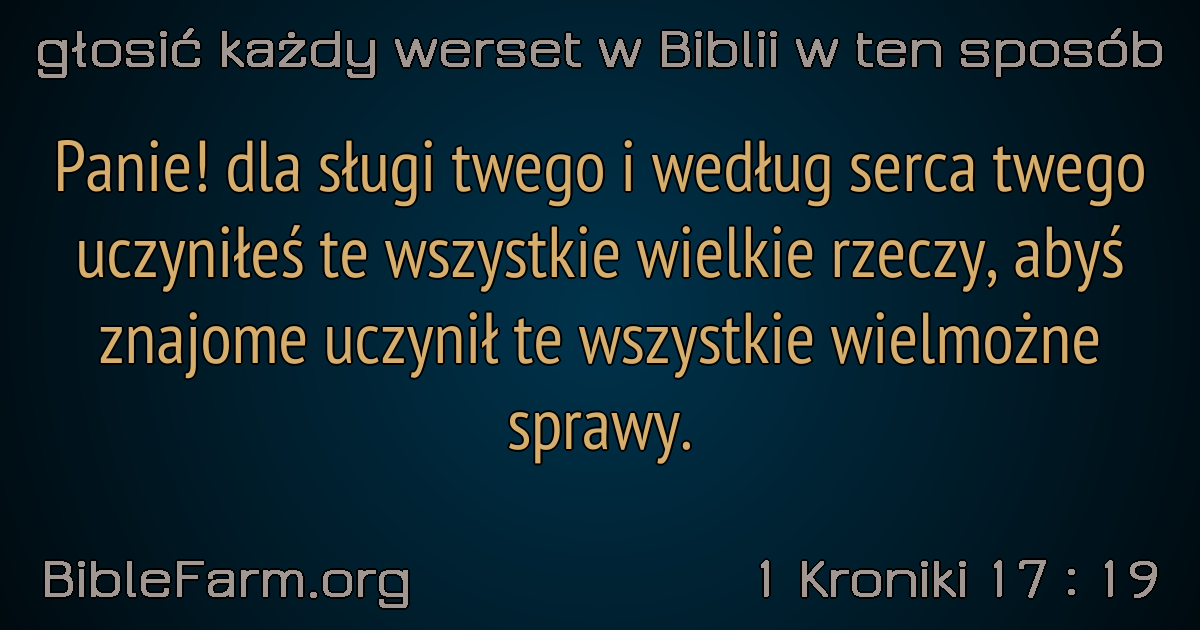 głosić każdy werset w Biblii w ten sposób
Panie! dla sługi twego i według serca twego
uczyniłeś te wszystkie wielkie rzeczy, abyś
znajome uczynił te wszystkie wielmożne
sprawy.
BibleFarm.org
1 Kroniki 17 : 19